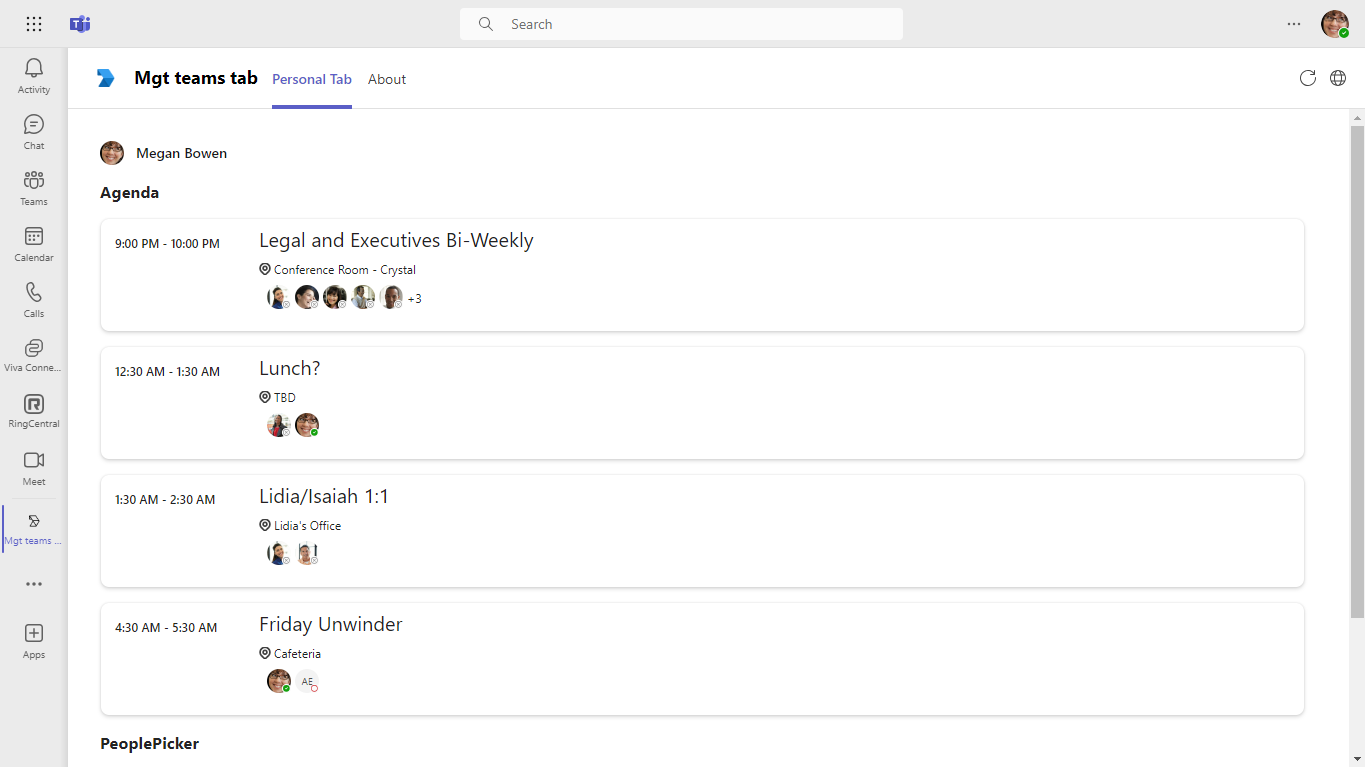 Search
Activity
Chat
Teams
Calendar
Calls
Viva Conne...
RingCentral
Meet
Mgt teams ...
Apps
Mgt teams tab
Personal Tab
About
Megan Bowen
Agenda
9:00 PM - 10:00 PM
Legal and Executives Bi-Weekly
Conference Room - Crystal
+3
12:30 AM - 1:30 AM
Lunch?
TBD
1:30 AM - 2:30 AM
Lidia/Isaiah 1:1
Lidia's Office
4:30 AM - 5:30 AM
Friday Unwinder
Cafeteria
AE
PeoplePicker